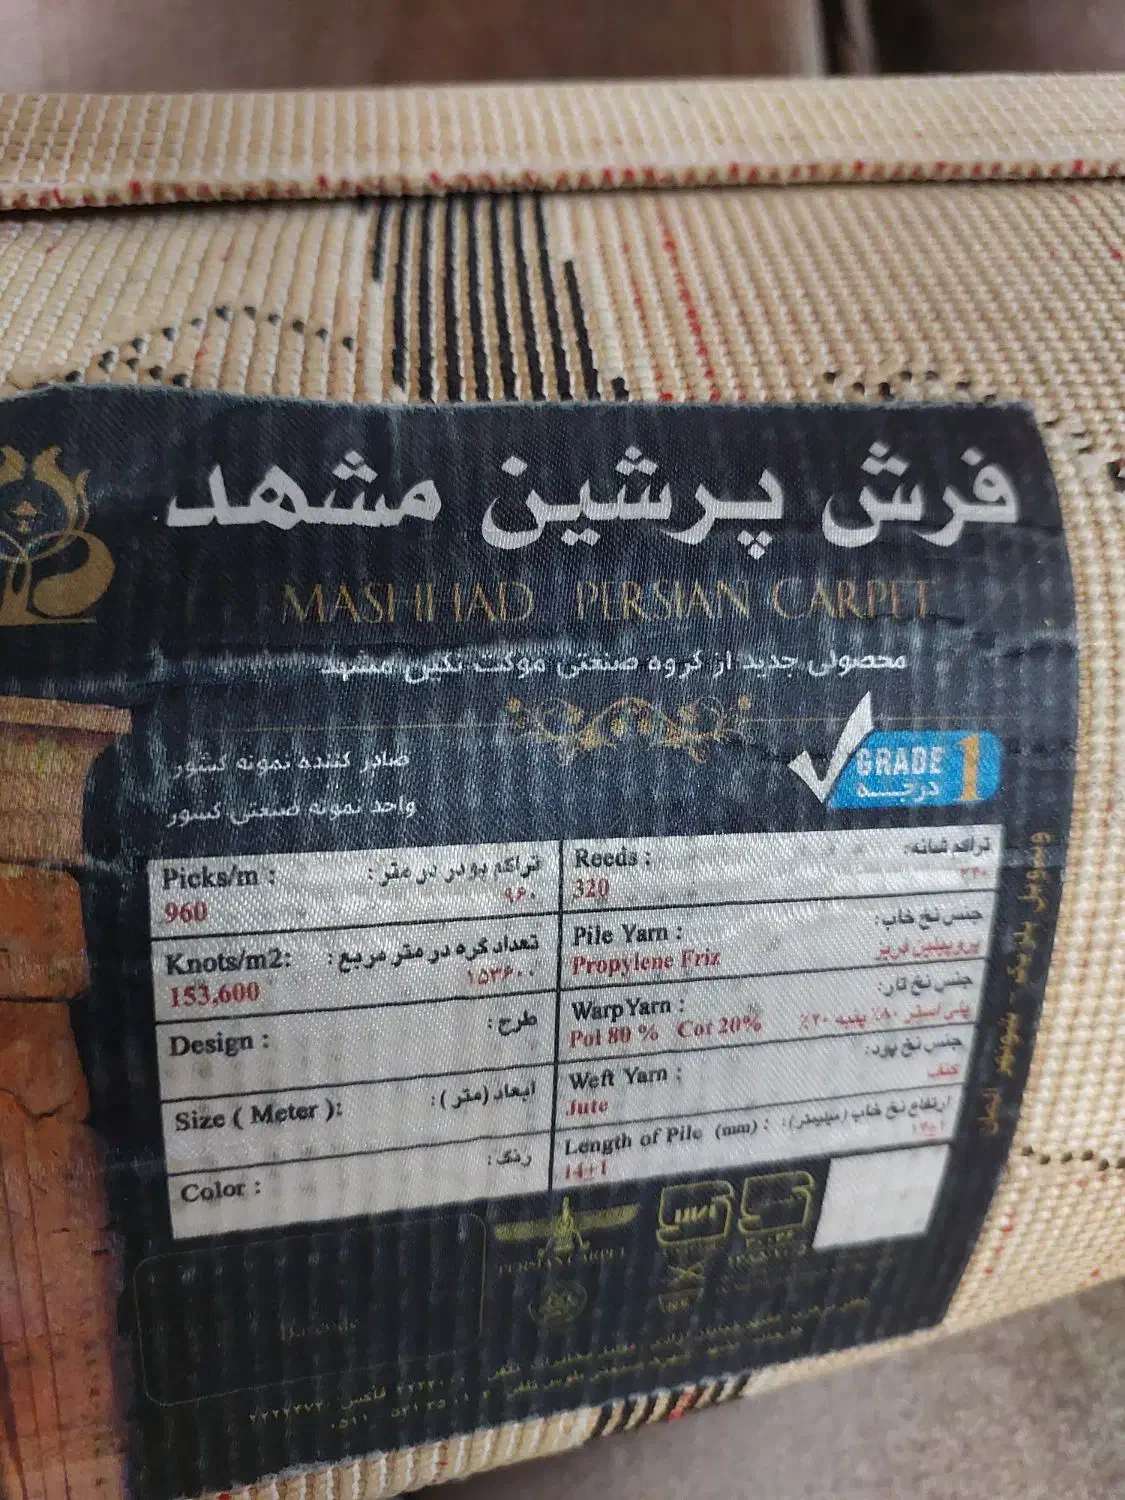 فرش پرشین مشهد
MASHHAD PERSIAN CARPET
محصولی جدید از گروه صنعتی موکت نگین مشهد
صادر کننده نمونه کشور
واحد نمونه صنعتی کشور
GRADE 1
درجه
Picks/m : تراکم پود در متر:
960 ۹۶۰
Knots/m2: تعداد گره در متر مربع :
153,600 ۱۵۳۶۰۰
Design : طرح:
Size ( Meter ): ابعاد (متر):
Color : رنگ:
Reeds : تراکم شانه:
320 ۳۲۰
Pile Yarn : جنس نخ خاب:
Propylene Friz پروپیلین فریز
Warp Yarn : جنس نخ تار:
Pol 80 % Cot 20% پلی استر ۸۰٪ پنبه ۲۰٪
Weft Yarn : جنس نخ پود:
Jute کنف
Length of Pile (mm) : ارتفاع نخ خاب (میلیمتر):
14±1 ۱۴±۱